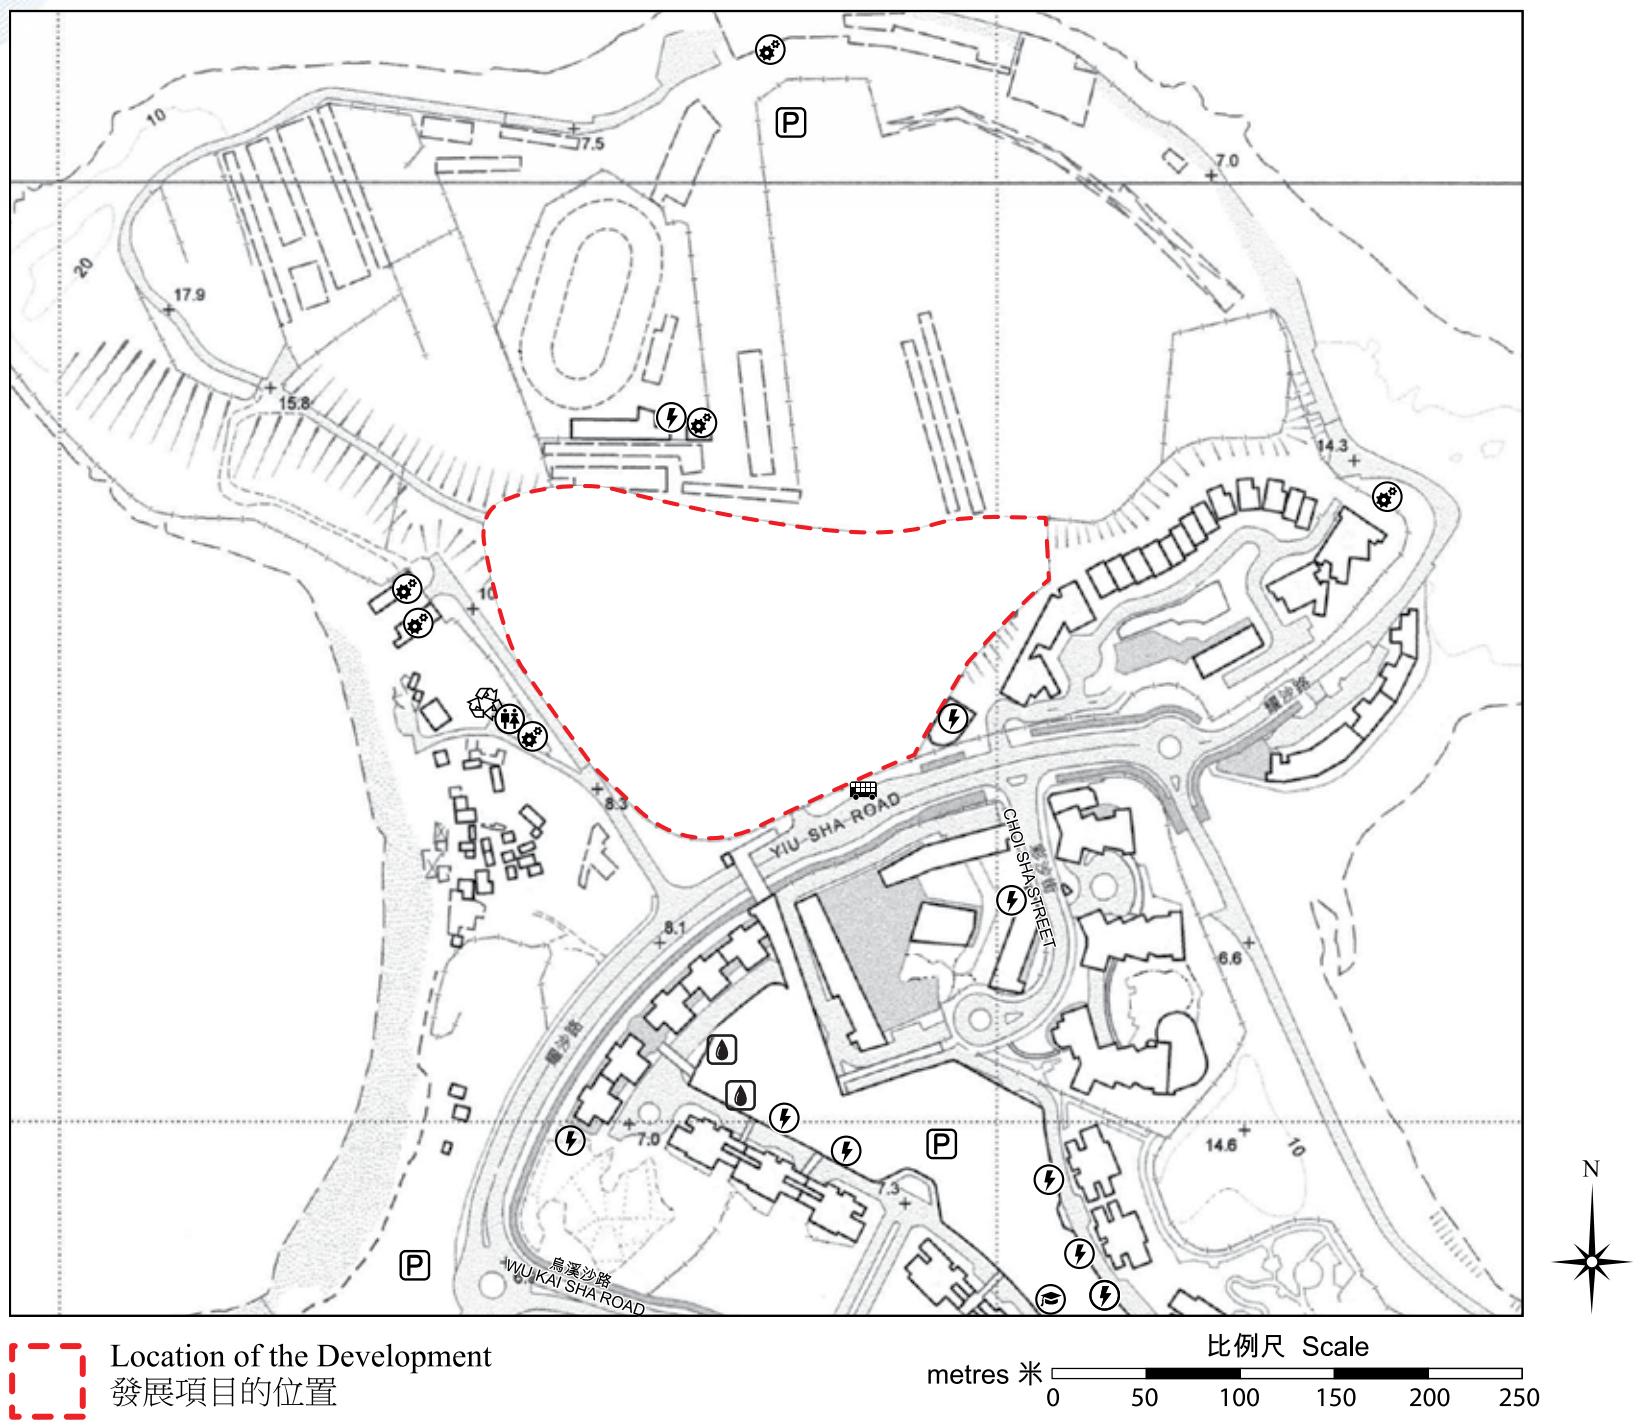 10
P
7.5
7.0
20
17.9
15.8
14.3
10
耀沙路
8.3
YIU SHA ROAD
CHOI SHA STREET
彩沙街
8.1
6.6
耀沙路
7.0
P
14.6
10
7.3
P
烏溪沙路
WU KAI SHA ROAD
N
Location of the Development
發展項目的位置
比例尺 Scale
metres 米
0 50 100 150 200 250